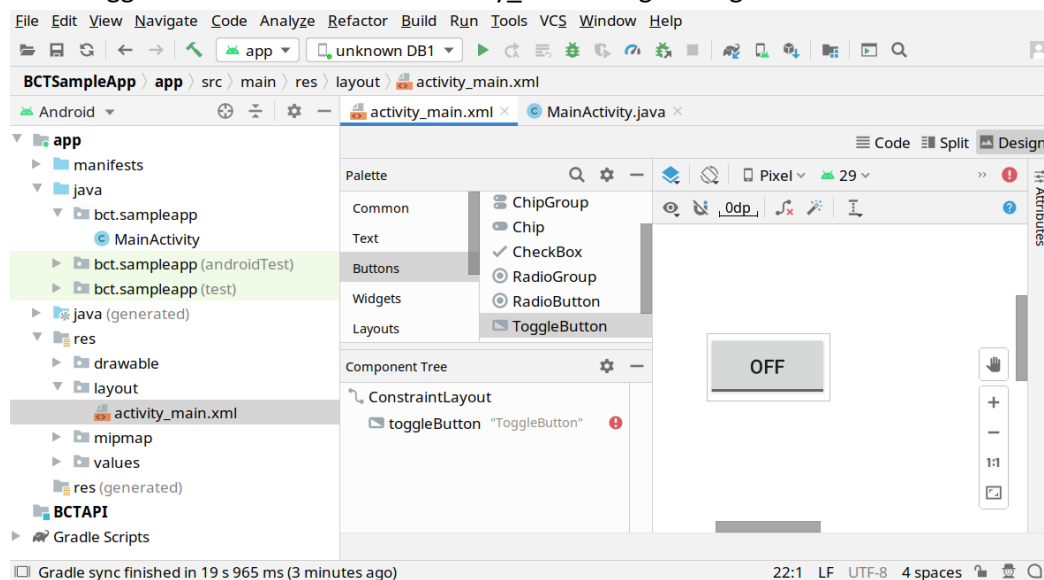 File Edit View Navigate Code Analyze Refactor Build Run Tools VCS Window Help
app unknown DB1
BCTSampleApp app src main res layout activity_main.xml
Android activity_main.xml MainActivity.java
app
Code Split Design
manifests
Palette Pixel 29
java
Common ChipGroup 0dp
Attributes
bct.sampleapp
Text Chip
MainActivity
CheckBox
bct.sampleapp (androidTest)
Buttons RadioGroup
bct.sampleapp (test)
Widgets RadioButton
java (generated)
Layouts ToggleButton
res
drawable
Component Tree OFF
layout
ConstraintLayout
activity_main.xml
toggleButton "ToggleButton"
mipmap
values
1:1
res (generated)
BCTAPI
Gradle Scripts
Gradle sync finished in 19 s 965 ms (3 minutes ago) 22:1 LF UTF-8 4 spaces